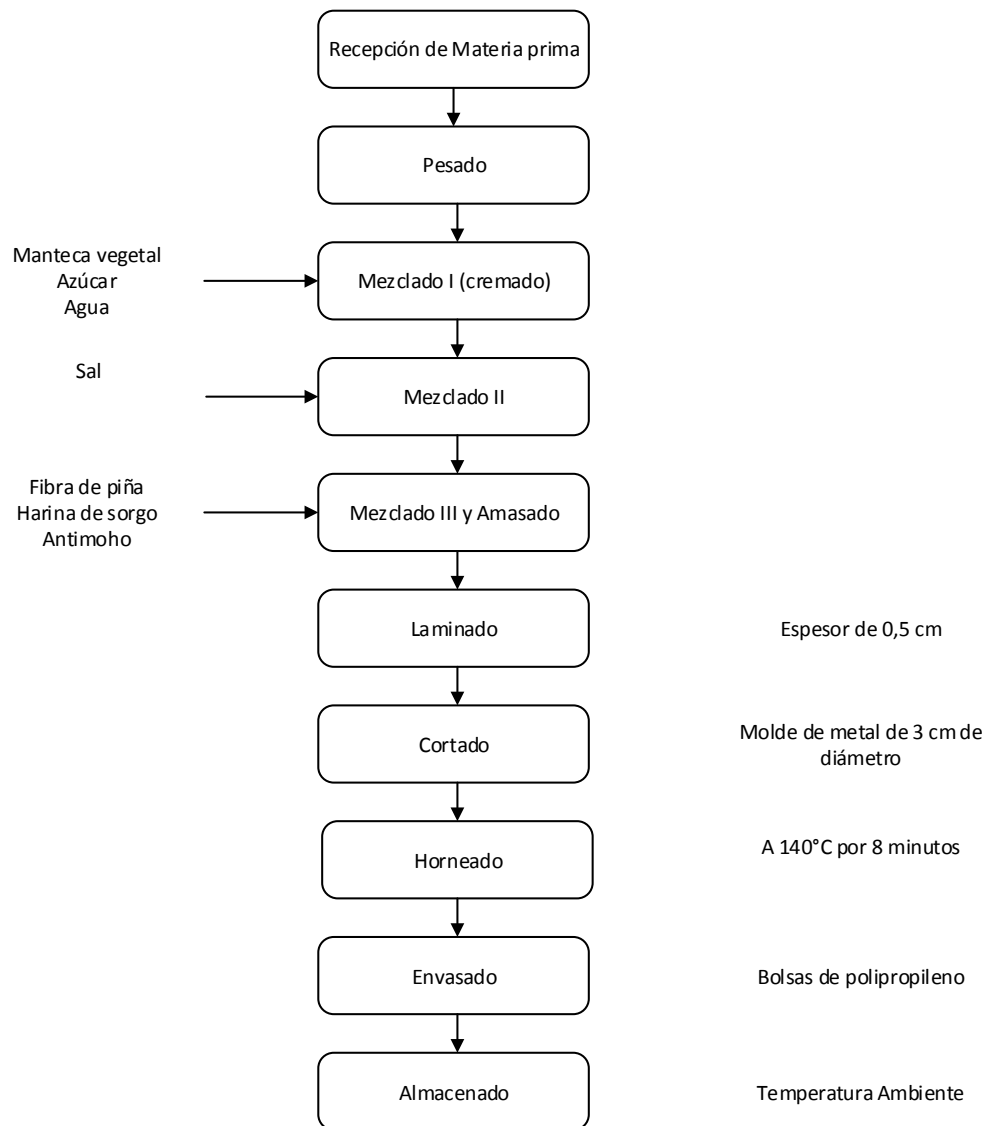 Recepción de Materia prima
Pesado
Manteca vegetal
Azúcar
Agua
Mezclado I (cremado)
Sal
Mezclado II
Fibra de piña
Harina de sorgo
Antimoho
Mezclado III y Amasado
Laminado
Espesor de 0,5 cm
Cortado
Molde de metal de 3 cm de
diámetro
Horneado
A 140°C por 8 minutos
Envasado
Bolsas de polipropileno
Almacenado
Temperatura Ambiente